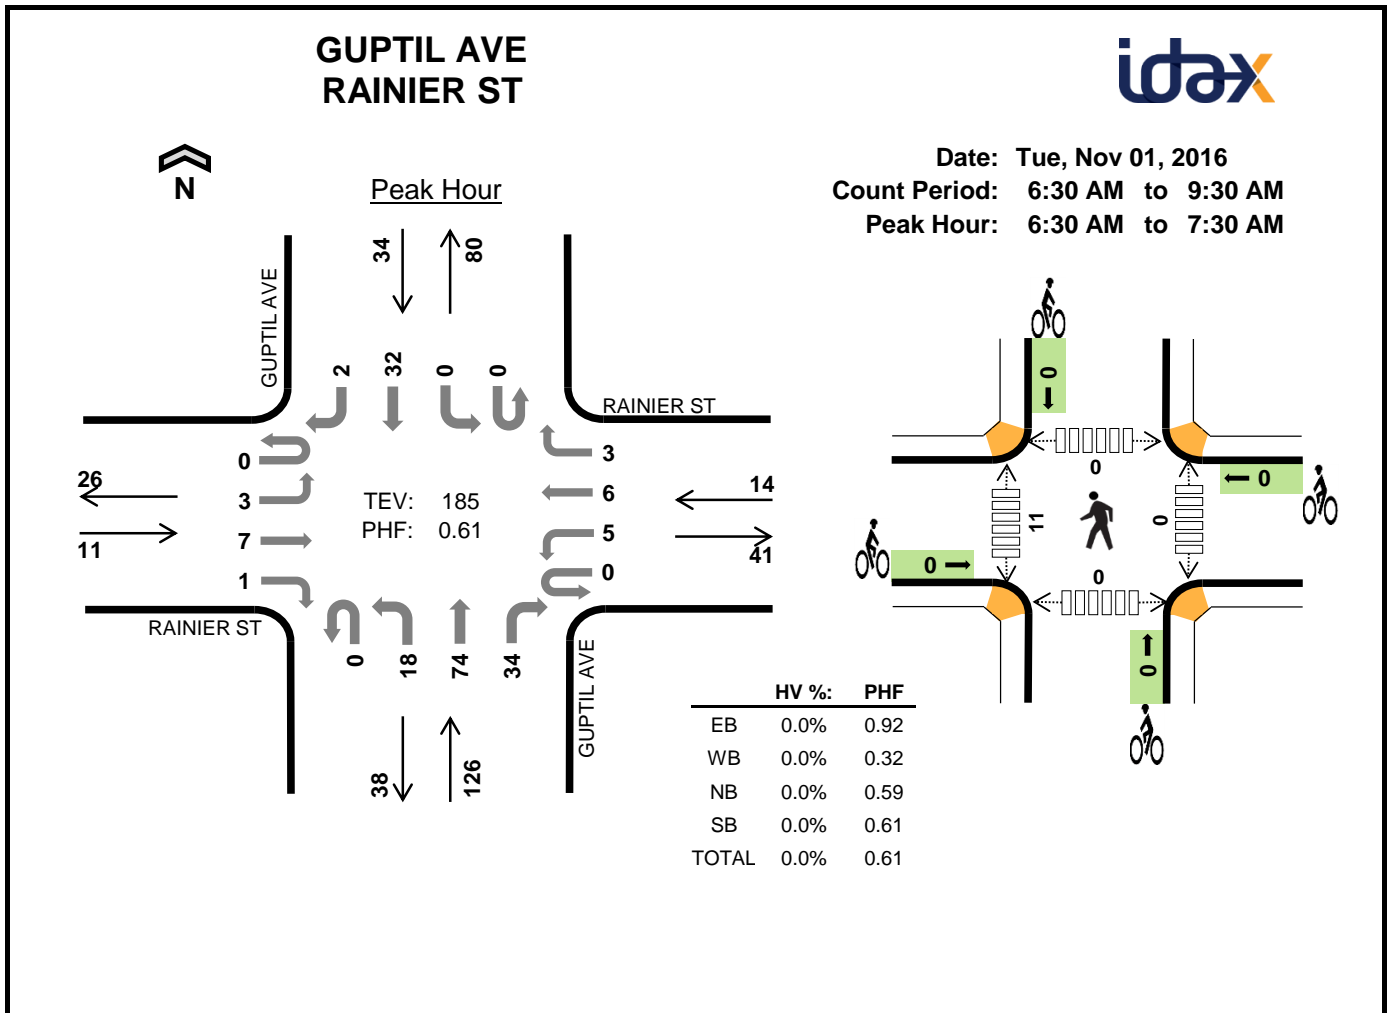 GUPTIL AVE
RAINIER ST
idax
Date: Tue, Nov 01, 2016
Count Period: 6:30 AM to 9:30 AM
Peak Hour: 6:30 AM to 7:30 AM
N
Peak Hour
34
80
GUPTIL AVE
2
32
0
0
RAINIER ST
0
3
7
1
26
11
TEV: 185
PHF: 0.61
3
6
5
0
14
41
RAINIER ST
0
18
74
34
GUPTIL AVE
38
126
0
0
0
11
0
0
0
0
HV %: PHF
EB 0.0% 0.92
WB 0.0% 0.32
NB 0.0% 0.59
SB 0.0% 0.61
TOTAL 0.0% 0.61